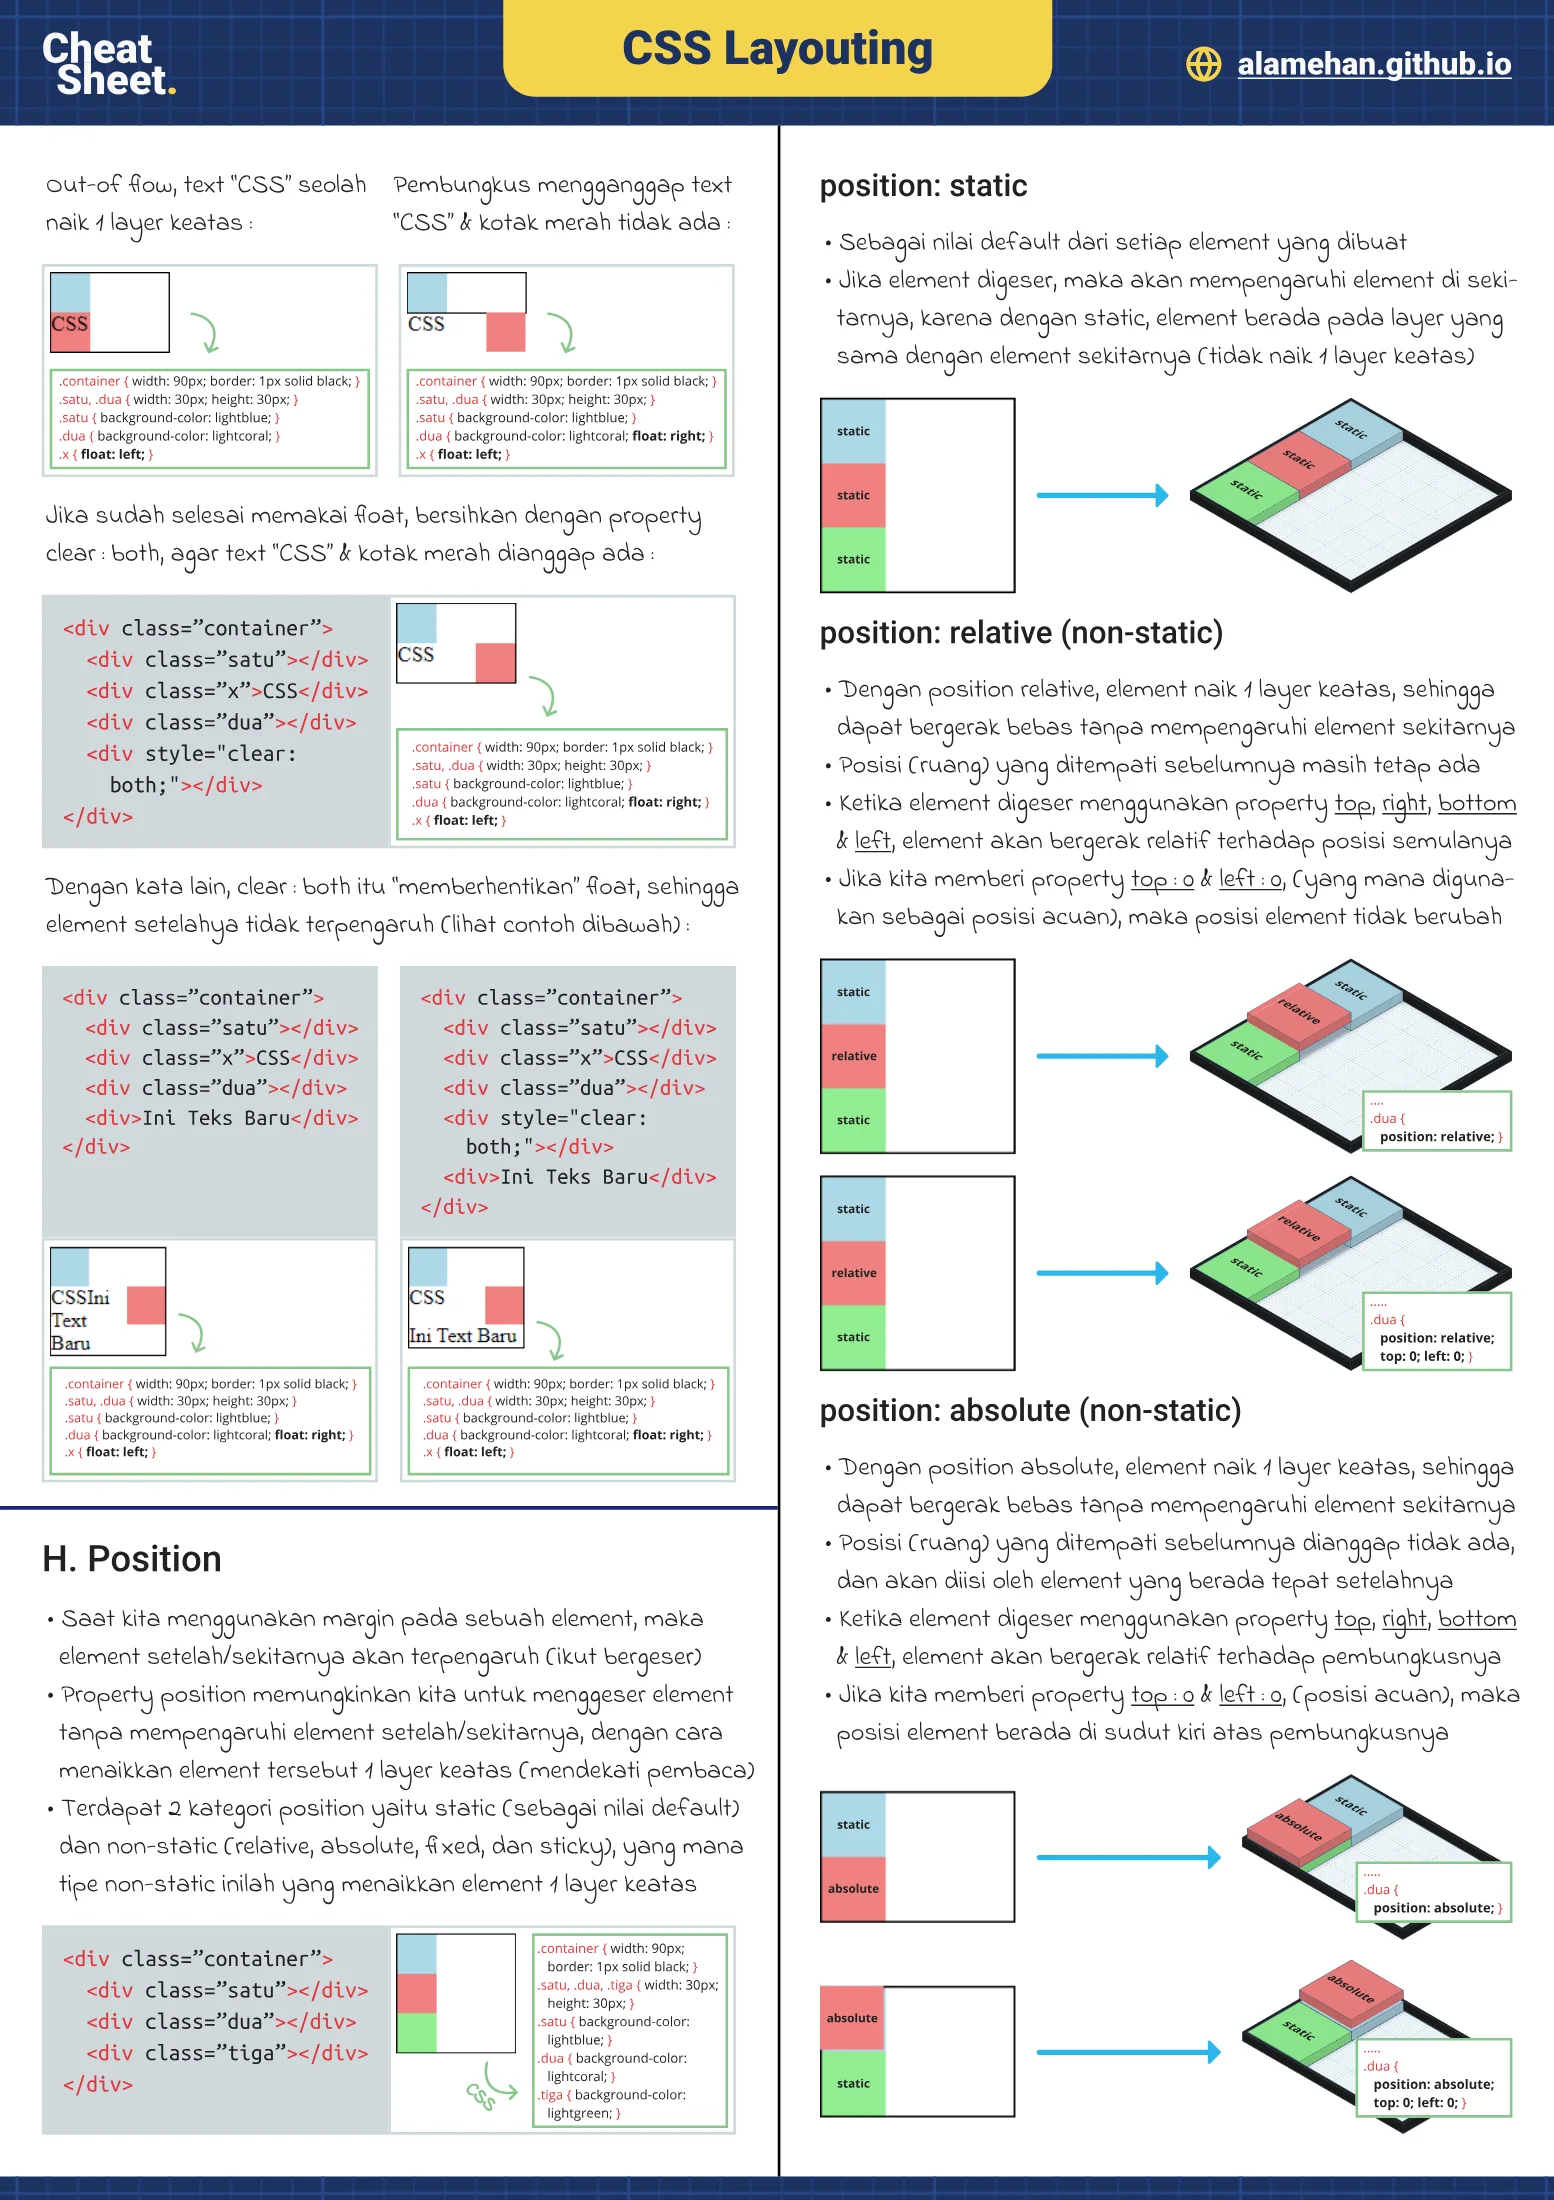 Cheat
Sheet.
CSS Layouting
alamehan.github.io
Out-of flow, text "CSS" seolah
naik 1 layer keatas :
Pembungkus mengganggap text
"CSS" & kotak merah tidak ada :
CSS
.container { width: 90px; border: 1px solid black; }
.satu, .dua { width: 30px; height: 30px; }
.satu { background-color: lightblue; }
.dua { background-color: lightcoral; }
.x { float: left; }
CSS
.container { width: 90px; border: 1px solid black; }
.satu, .dua { width: 30px; height: 30px; }
.satu { background-color: lightblue; }
.dua { background-color: lightcoral; float: right; }
.x { float: left; }
Jika sudah selesai memakai float, bersihkan dengan property
clear : both, agar text "CSS" & kotak merah dianggap ada :
<div class=”container”>
<div class=”satu”></div>
<div class=”x”>CSS</div>
<div class=”dua”></div>
<div style="clear:
both;"></div>
</div>
CSS
.container { width: 90px; border: 1px solid black; }
.satu, .dua { width: 30px; height: 30px; }
.satu { background-color: lightblue; }
.dua { background-color: lightcoral; float: right; }
.x { float: left; }
Dengan kata lain, clear : both itu "memberhentikan" float, sehingga
element setelahya tidak terpengaruh (lihat contoh dibawah) :
<div class=”container”>
<div class=”satu”></div>
<div class=”x”>CSS</div>
<div class=”dua”></div>
<div>Ini Teks Baru</div>
</div>
CSSIni
Text
Baru
.container { width: 90px; border: 1px solid black; }
.satu, .dua { width: 30px; height: 30px; }
.satu { background-color: lightblue; }
.dua { background-color: lightcoral; float: right; }
.x { float: left; }
<div class=”container”>
<div class=”satu”></div>
<div class=”x”>CSS</div>
<div class=”dua”></div>
<div style="clear:
both;"></div>
<div>Ini Teks Baru</div>
</div>
CSS
Ini Text Baru
.container { width: 90px; border: 1px solid black; }
.satu, .dua { width: 30px; height: 30px; }
.satu { background-color: lightblue; }
.dua { background-color: lightcoral; float: right; }
.x { float: left; }
H. Position
• Saat kita menggunakan margin pada sebuah element, maka
element setelah/sekitarnya akan terpengaruh (ikut bergeser)
• Property position memungkinkan kita untuk menggeser element
tanpa mempengaruhi element setelah/sekitarnya, dengan cara
menaikkan element tersebut 1 layer keatas (mendekati pembaca)
• Terdapat 2 kategori position yaitu static (sebagai nilai default)
dan non-static (relative, absolute, fixed, dan sticky), yang mana
tipe non-static inilah yang menaikkan element 1 layer keatas
<div class=”container”>
<div class=”satu”></div>
<div class=”dua”></div>
<div class=”tiga”></div>
</div>
CSS
.container { width: 90px;
border: 1px solid black; }
.satu, .dua, .tiga { width: 30px;
height: 30px; }
.satu { background-color:
lightblue; }
.dua { background-color:
lightcoral; }
.tiga { background-color:
lightgreen; }
position: static
• Sebagai nilai default dari setiap element yang dibuat
• Jika element digeser, maka akan mempengaruhi element di seki-
tarnya, karena dengan static, element berada pada layer yang
sama dengan element sekitarnya (tidak naik 1 layer keatas)
static
static
static
static
static
static
position: relative (non-static)
• Dengan position relative, element naik 1 layer keatas, sehingga
dapat bergerak bebas tanpa mempengaruhi element sekitarnya
• Posisi (ruang) yang ditempati sebelumnya masih tetap ada
• Ketika element digeser menggunakan property top, right, bottom
& left, element akan bergerak relatif terhadap posisi semulanya
• Jika kita memberi property top : 0 & left : 0, (yang mana diguna-
kan sebagai posisi acuan), maka posisi element tidak berubah
static
relative
static
static
relative
static
....
.dua {
position: relative; }
static
relative
static
static
relative
static
.....
.dua {
position: relative;
top: 0; left: 0; }
position: absolute (non-static)
• Dengan position absolute, element naik 1 layer keatas, sehingga
dapat bergerak bebas tanpa mempengaruhi element sekitarnya
• Posisi (ruang) yang ditempati sebelumnya dianggap tidak ada,
dan akan diisi oleh element yang berada tepat setelahnya
• Ketika element digeser menggunakan property top, right, bottom
& left, element akan bergerak relatif terhadap pembungkusnya
• Jika kita memberi property top : 0 & left : 0, (posisi acuan), maka
posisi element berada di sudut kiri atas pembungkusnya
static
absolute
static
absolute
.....
.dua {
position: absolute; }
absolute
static
absolute
static
.....
.dua {
position: absolute;
top: 0; left: 0; }